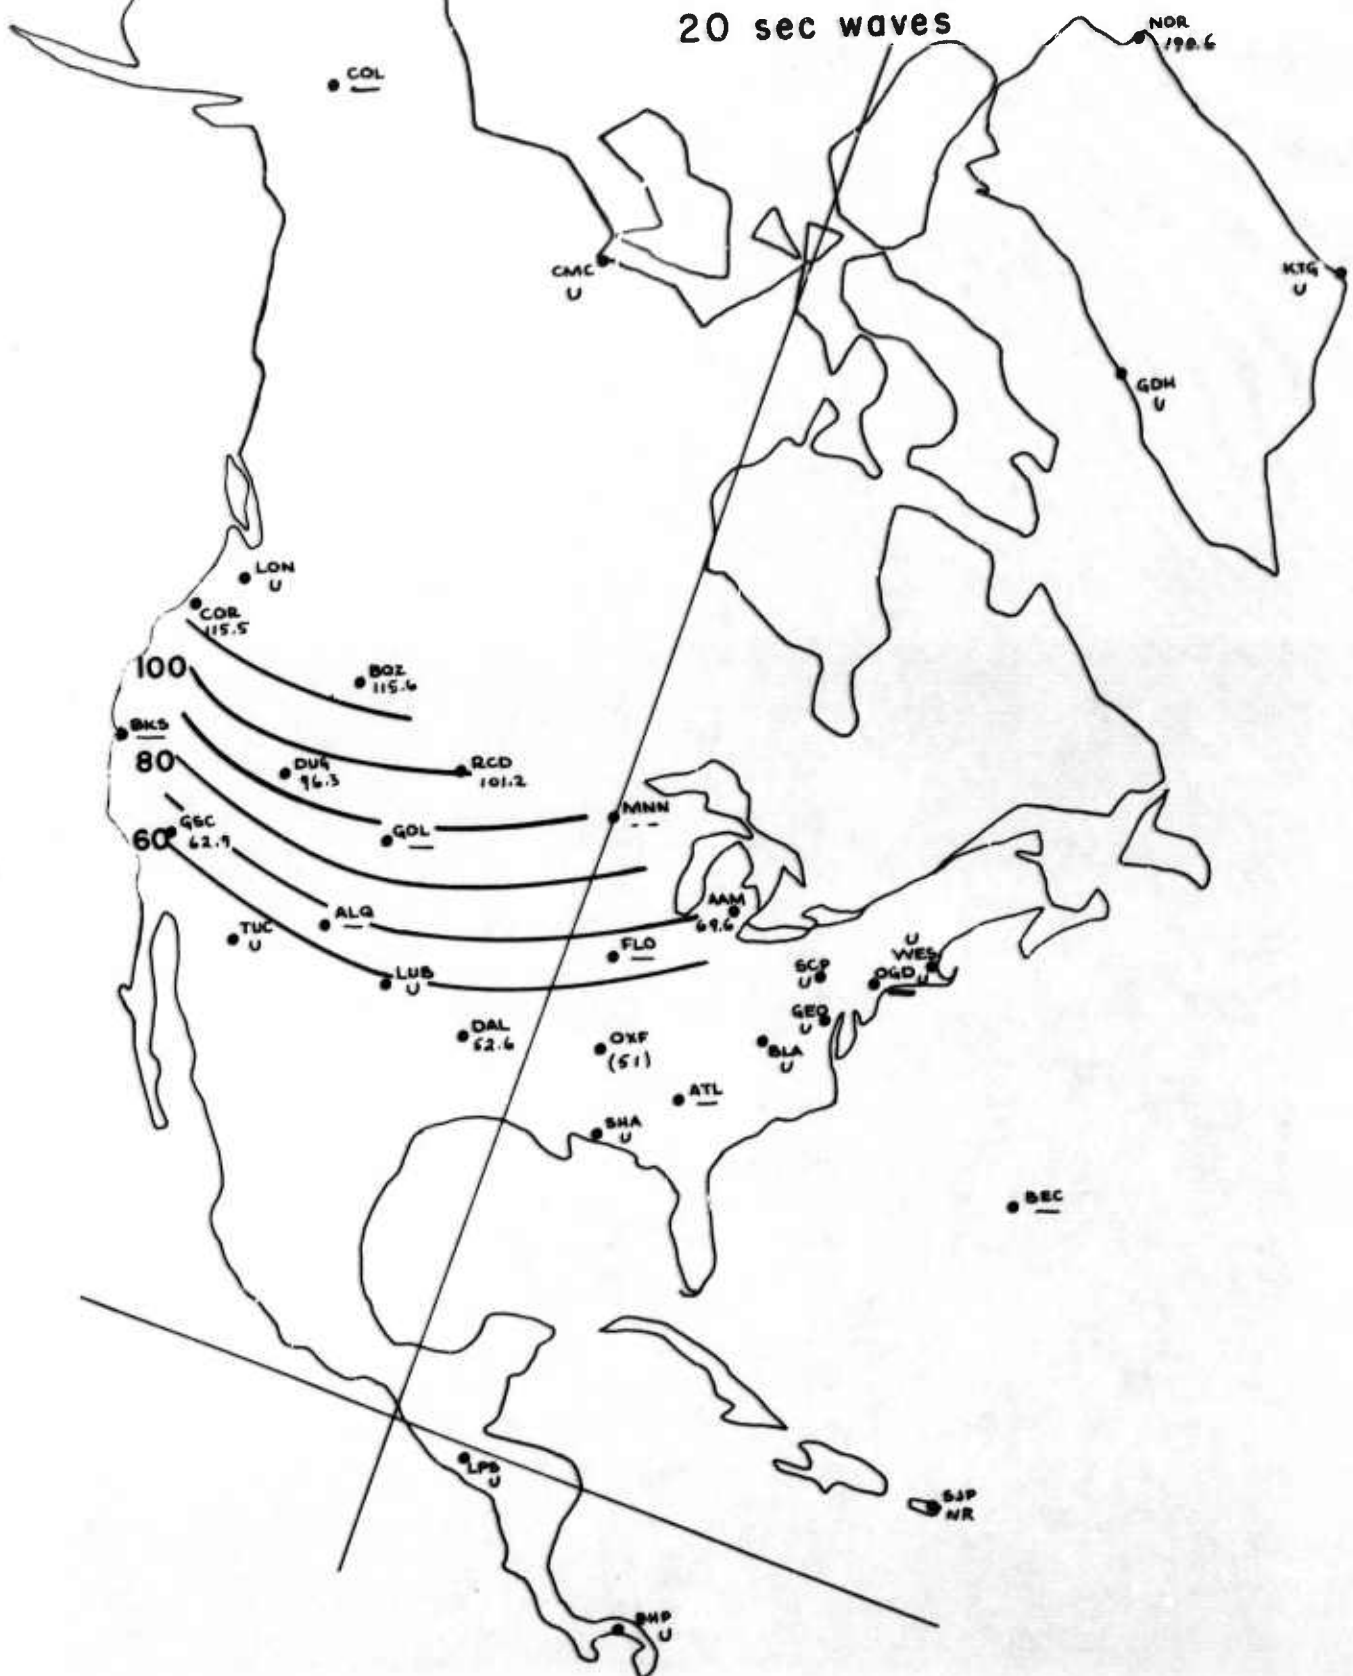 20 sec waves
NOR
190.6
COL
—
CMC
U
KTG
U
GDH
U
LON
U
COR
115.5
100
BOZ
115.6
BKS
—
80
DUG
96.3
RCD
101.2
MNN
- -
GSC
62.9
60
GOL
—
ALQ
—
AAM
69.6
TUC
U
FLO
—
LUB
U
SCP
U
U
WES
OGD U
—
GEO
U
DAL
52.6
OXF
(51)
BLA
U
ATL
—
SHA
U
BEC
—
LPS
U
SJP
NR
BHP
U